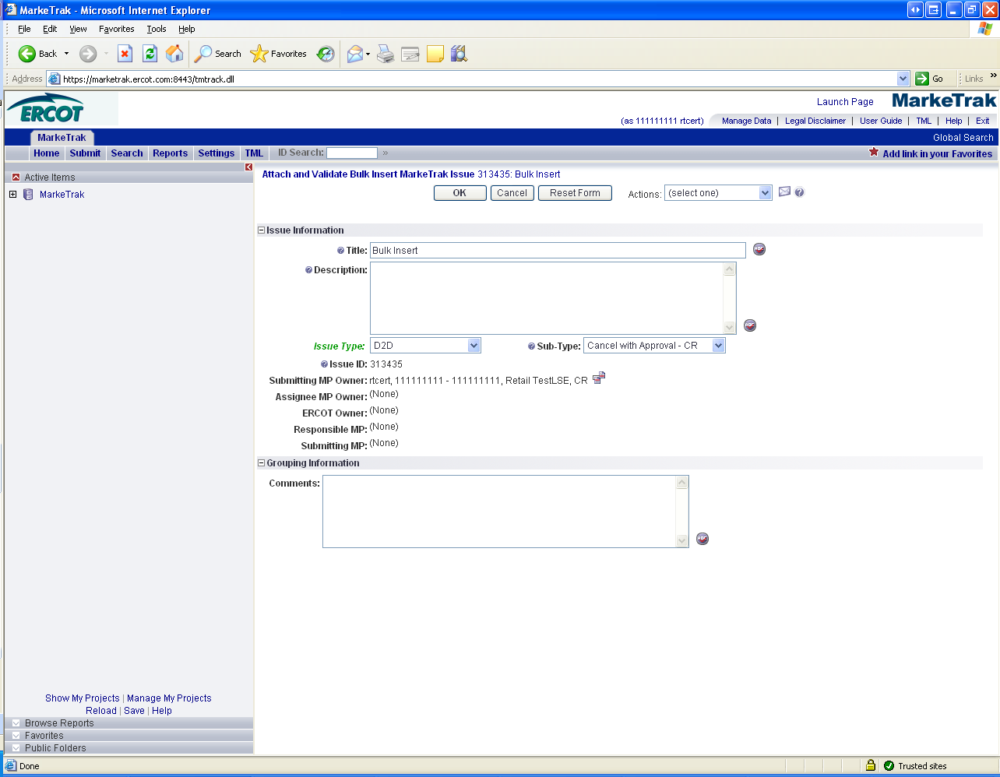 MarkeTrak - Microsoft Internet Explorer
File Edit View Favorites Tools Help
Back Search Favorites
Address https://marketrak.ercot.com:8443/tmtrack.dll Go Links »
ERCOT Launch Page MarkeTrak
(as 111111111 rtcert) Manage Data | Legal Disclaimer | User Guide | TML | Help | Exit
MarkeTrak Global Search
Home Submit Search Reports Settings TML ID Search: » Add link in your Favorites
Active Items
MarkeTrak
Attach and Validate Bulk Insert MarkeTrak Issue 313435: Bulk Insert
OK Cancel Reset Form Actions: (select one)
Issue Information
Title: Bulk Insert ABC
Description:
ABC
Issue Type: D2D Sub-Type: Cancel with Approval - CR
Issue ID: 313435
Submitting MP Owner: rtcert, 111111111 - 111111111, Retail TestLSE, CR
Assignee MP Owner: (None)
ERCOT Owner: (None)
Responsible MP: (None)
Submitting MP: (None)
Grouping Information
Comments:
ABC
Show My Projects | Manage My Projects
Reload | Save | Help
Browse Reports
Favorites
Public Folders
Done Trusted sites